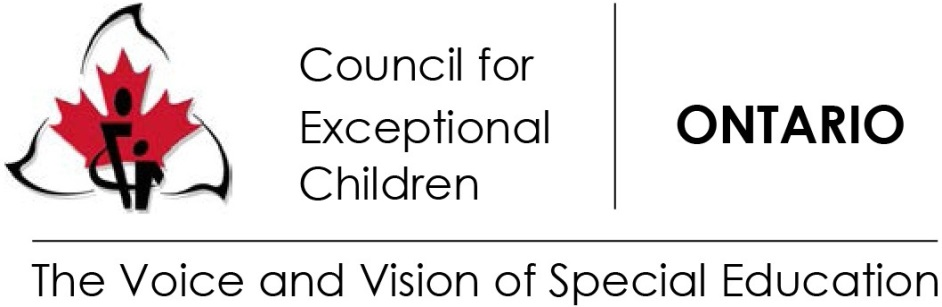 Council for
Exceptional
Children
ONTARIO
The Voice and Vision of Special Education